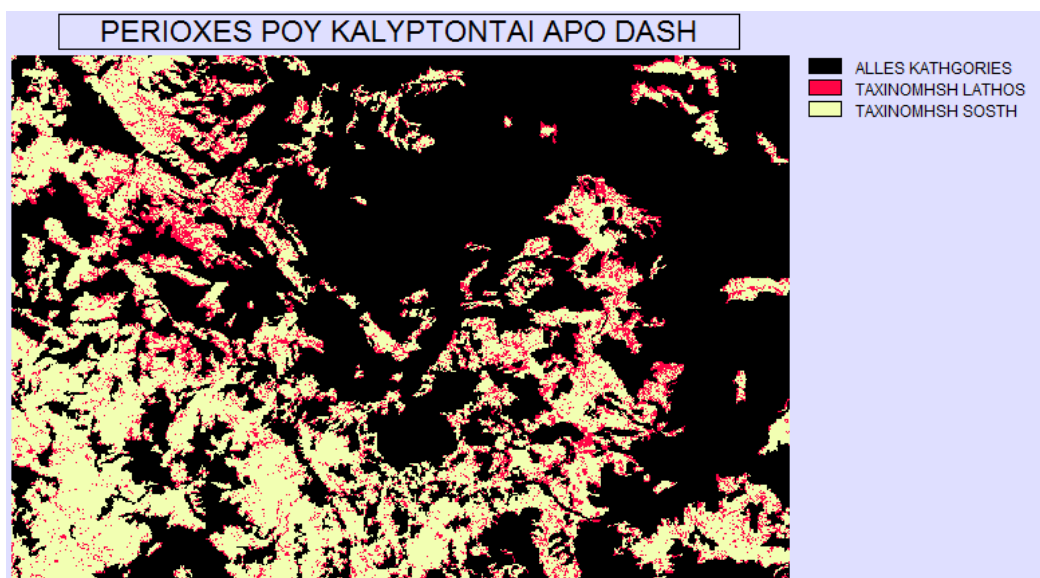 PERIOXES POY KALYPTONTAI APO DASH
ALLES KATHGORIES
TAXINOMHSH LATHOS
TAXINOMHSH SOSTH